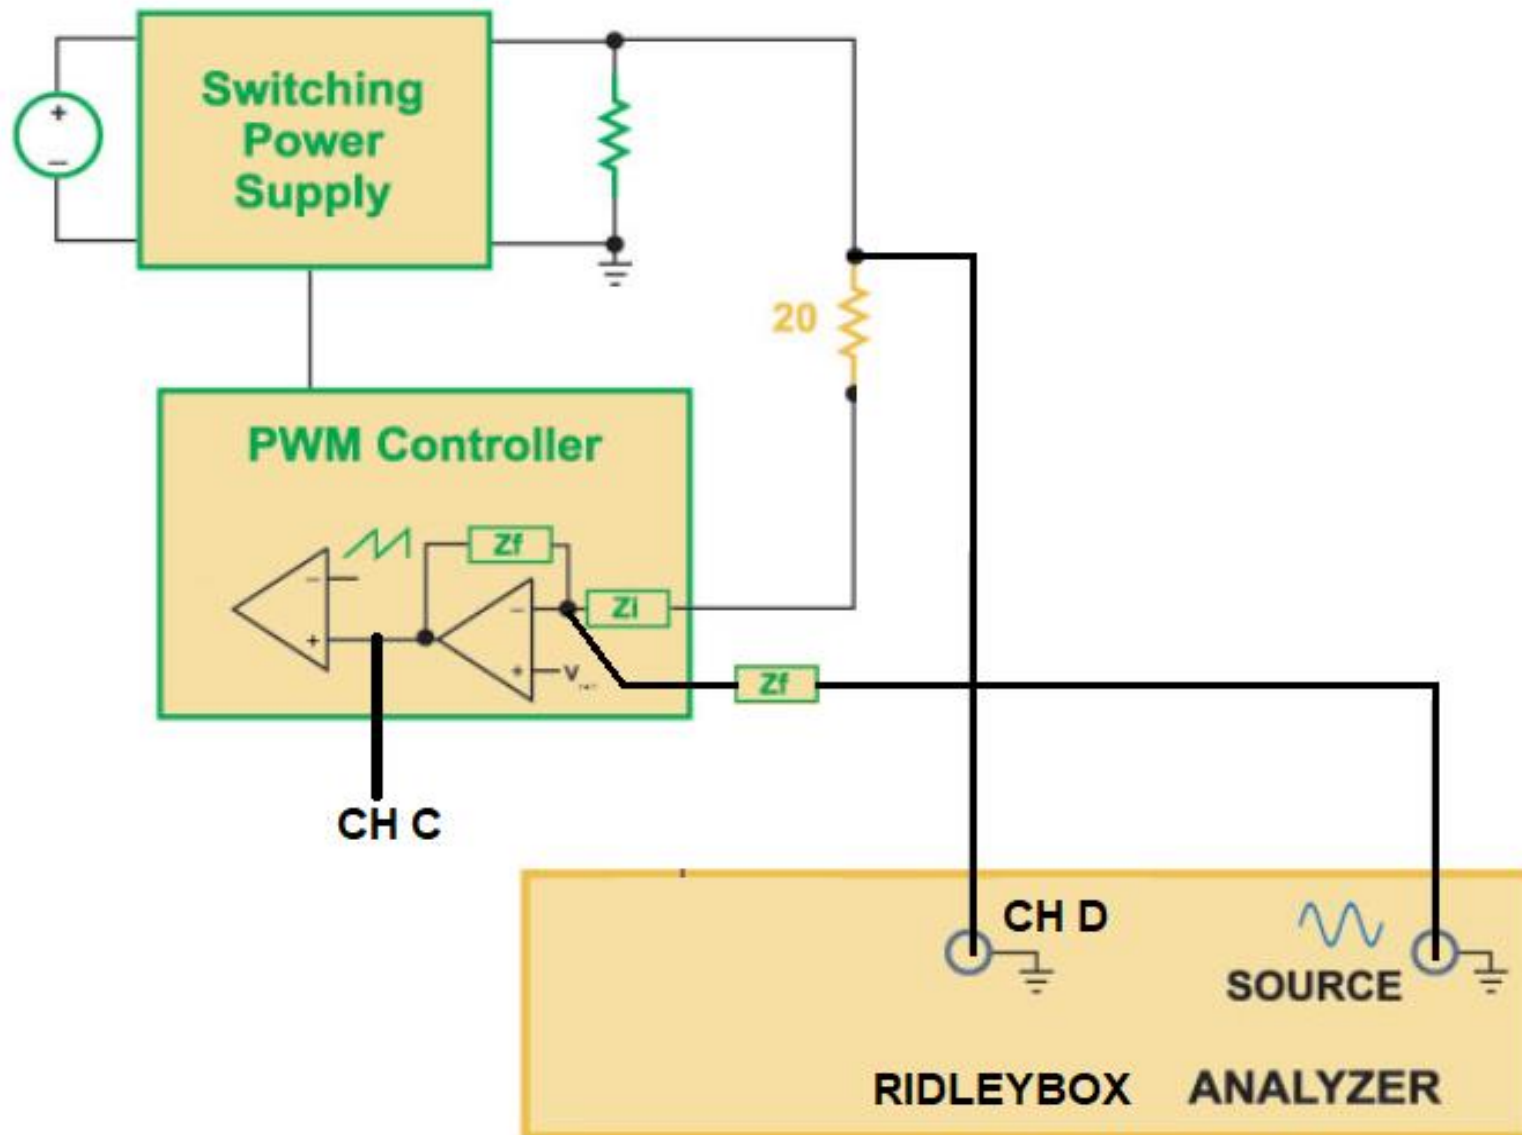 +
−
Switching
Power
Supply
20
PWM Controller
Zf
−
−
Zi
+
+
V
Zf
CH C
CH D
SOURCE
RIDLEYBOX ANALYZER